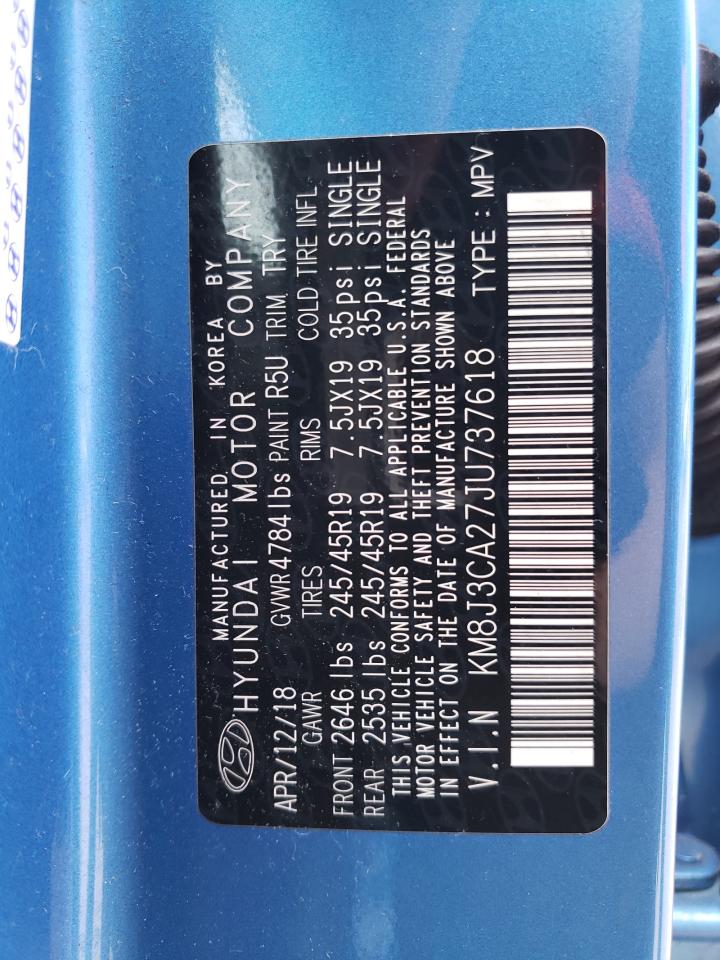 MANUFACTURED IN KOREA BY
HYUNDAI MOTOR COMPANY
APR/12/18 GVWR 4784 lbs PAINT R5U TRIM TRY
GAWR TIRES RIMS COLD TIRE INFL
FRONT 2646 lbs 245/45R19 7.5JX19 35psi SINGLE
REAR 2535 lbs 245/45R19 7.5JX19 35psi SINGLE
THIS VEHICLE CONFORMS TO ALL APPLICABLE U.S.A. FEDERAL
MOTOR VEHICLE SAFETY AND THEFT PREVENTION STANDARDS
IN EFFECT ON THE DATE OF MANUFACTURE SHOWN ABOVE
V.I.N KM8J3CA27JU737618 TYPE: MPV